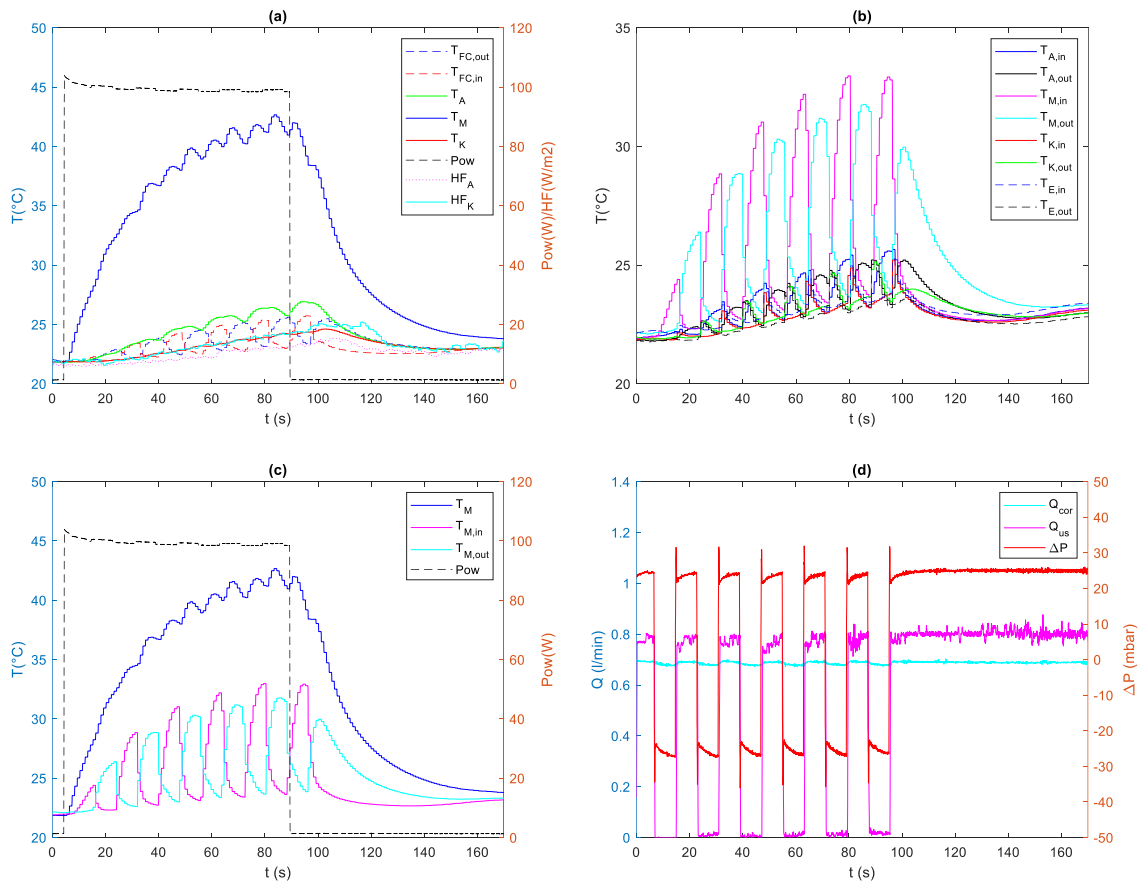 (a)
50
45
40
35
30
25
20
T(°C)
120
100
80
60
40
20
0
Pow(W)/HF(W/m2)
0 20 40 60 80 100 120 140 160
t (s)
T_FC,out
T_FC,in
T_A
T_M
T_K
Pow
HF_A
HF_K
(b)
35
30
25
20
T(°C)
0 20 40 60 80 100 120 140 160
t (s)
T_A,in
T_A,out
T_M,in
T_M,out
T_K,in
T_K,out
T_E,in
T_E,out
(c)
50
45
40
35
30
25
20
T(°C)
120
100
80
60
40
20
0
Pow(W)
0 20 40 60 80 100 120 140 160
t (s)
T_M
T_M,in
T_M,out
Pow
(d)
1.4
1.2
1
0.8
0.6
0.4
0.2
0
Q (l/min)
50
40
30
20
10
0
-10
-20
-30
-40
-50
ΔP (mbar)
0 20 40 60 80 100 120 140 160
t (s)
Q_cor
Q_us
ΔP